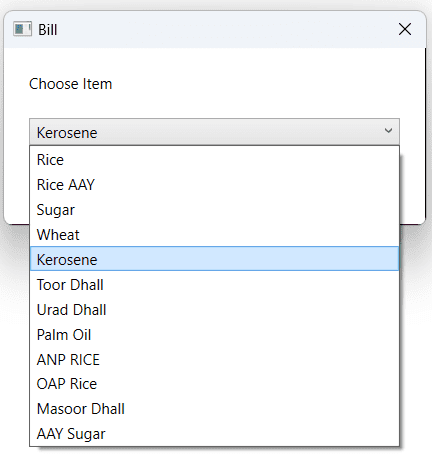 Bill
Choose Item
Kerosene
Rice
Rice AAY
Sugar
Wheat
Kerosene
Toor Dhall
Urad Dhall
Palm Oil
ANP RICE
OAP Rice
Masoor Dhall
AAY Sugar